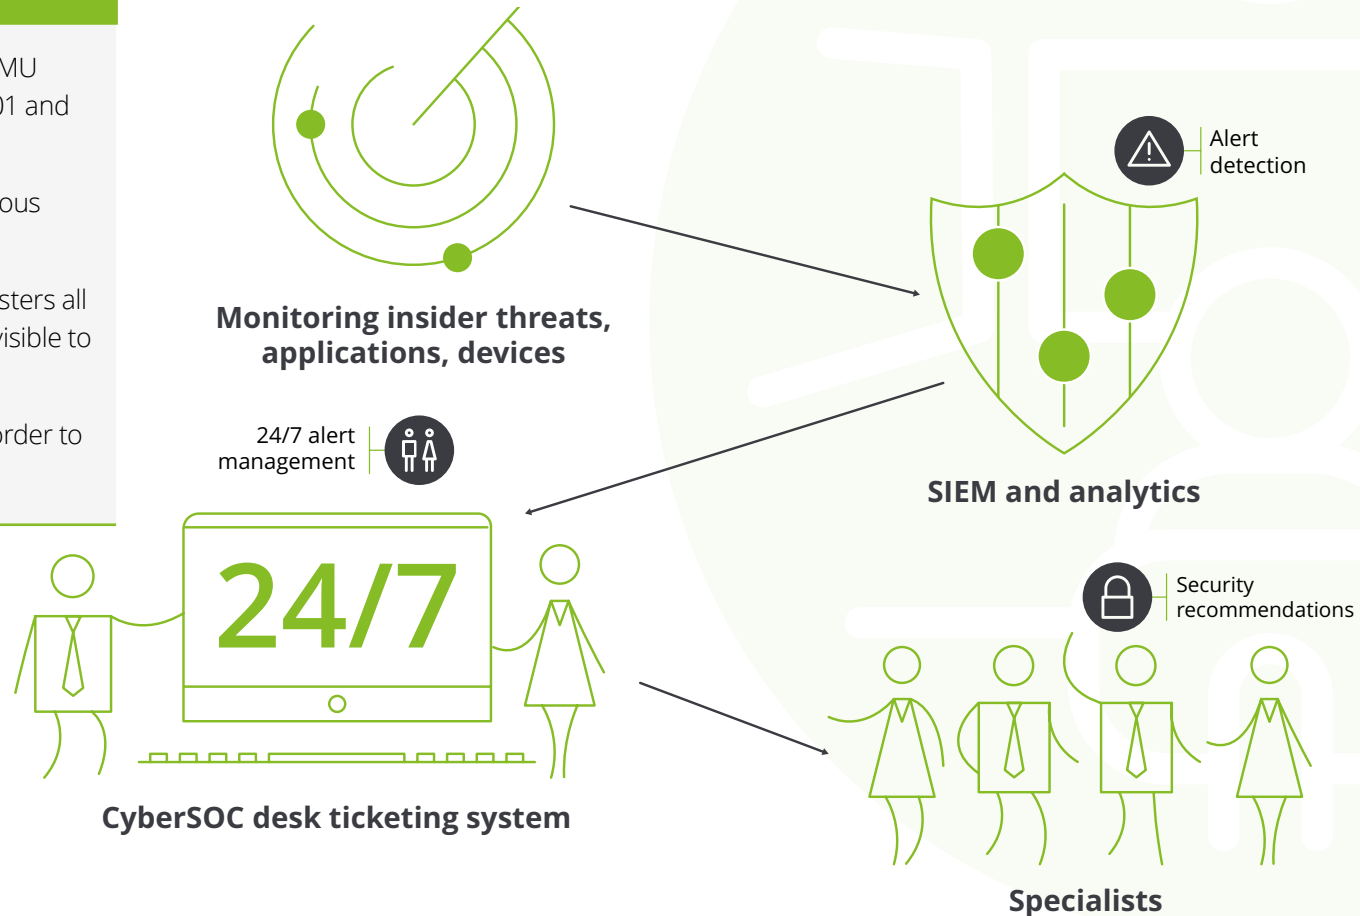 MU
01 and
ous
sters all
visible to
order to
Alert
detection
Monitoring insider threats,
applications, devices
24/7 alert
management
SIEM and analytics
24/7
Security
recommendations
CyberSOC desk ticketing system
Specialists